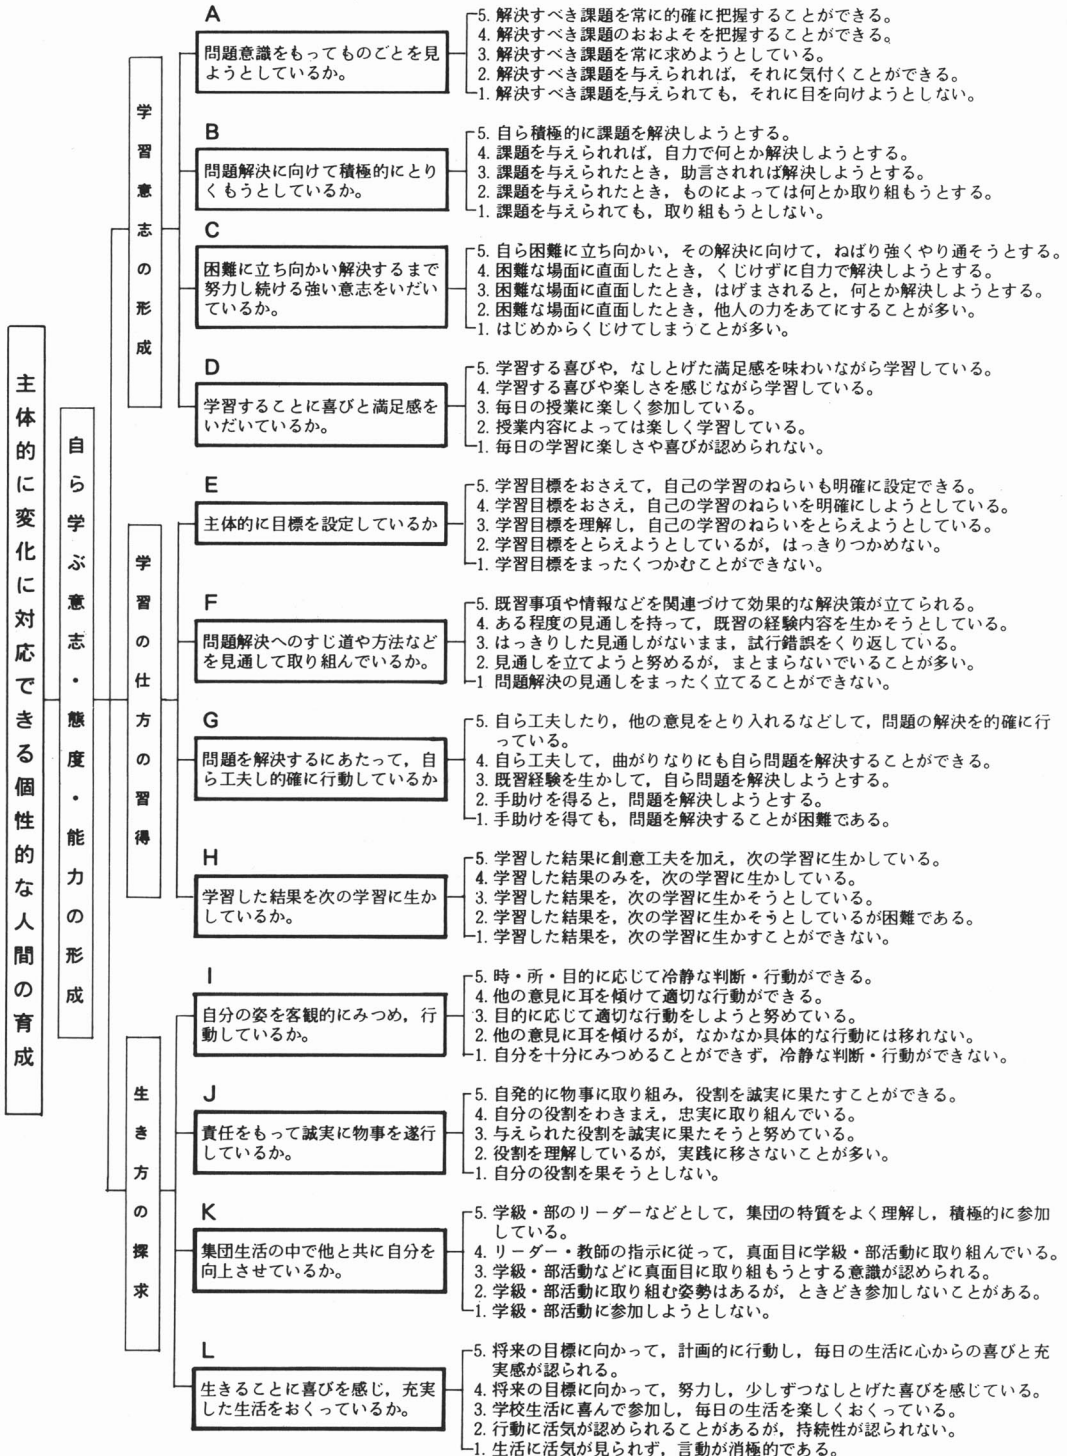 主体的に変化に対応できる個性的な人間の育成
自ら学ぶ意志・態度・能力の形成
学習意志の形成
A
問題意識をもってものごとを見
ようとしているか。
5. 解決すべき課題を常に的確に把握することができる。
4. 解決すべき課題のおおよそを把握することができる。
3. 解決すべき課題を常に求めようとしている。
2. 解決すべき課題を与えられれば，それに気付くことができる。
1. 解決すべき課題を与えられても，それに目を向けようとしない。
B
問題解決に向けて積極的にとり
くもうとしているか。
5. 自ら積極的に課題を解決しようとする。
4. 課題を与えられれば，自力で何とか解決しようとする。
3. 課題を与えられたとき，助言されれば解決しようとする。
2. 課題を与えられたとき，ものによっては何とか取り組もうとする。
1. 課題を与えられても，取り組もうとしない。
C
困難に立ち向かい解決するまで
努力し続ける強い意志をいだい
ているか。
5. 自ら困難に立ち向かい，その解決に向けて，ねばり強くやり通そうとする。
4. 困難な場面に直面したとき，くじけずに自力で解決しようとする。
3. 困難な場面に直面したとき，はげまされると，何とか解決しようとする。
2. 困難な場面に直面したとき，他人の力をあてにすることが多い。
1. はじめからくじけてしまうことが多い。
D
学習することに喜びと満足感を
いだいているか。
5. 学習する喜びや，なしとげた満足感を味わいながら学習している。
4. 学習する喜びや楽しさを感じながら学習している。
3. 毎日の授業に楽しく参加している。
2. 授業内容によっては楽しく学習している。
1. 毎日の学習に楽しさや喜びが認められない。
学習の仕方の習得
E
主体的に目標を設定しているか
5. 学習目標をおさえて，自己の学習のねらいも明確に設定できる。
4. 学習目標をおさえ，自己の学習のねらいを明確にしようとしている。
3. 学習目標を理解し，自己の学習のねらいをとらえようとしている。
2. 学習目標をとらえようとしているが，はっきりつかめない。
1. 学習目標をまったくつかむことができない。
F
問題解決へのすじ道や方法など
を見通して取り組んでいるか。
5. 既習事項や情報などを関連づけて効果的な解決策が立てられる。
4. ある程度の見通しを持って，既習の経験内容を生かそうとしている。
3. はっきりした見通しがないまま，試行錯誤をくり返している。
2. 見通しを立てようと努めるが，まとまらないでいることが多い。
1 問題解決の見通しをまったく立てることができない。
G
問題を解決するにあたって，自
ら工夫し的確に行動しているか
5. 自ら工夫したり，他の意見をとり入れるなどして，問題の解決を的確に行
っている。
4. 自ら工夫して，曲がりなりにも自ら問題を解決することができる。
3. 既習経験を生かして，自ら問題を解決しようとする。
2. 手助けを得ると，問題を解決しようとする。
1. 手助けを得ても，問題を解決することが困難である。
H
学習した結果を次の学習に生か
しているか。
5. 学習した結果に創意工夫を加え，次の学習に生かしている。
4. 学習した結果のみを，次の学習に生かしている。
3. 学習した結果を，次の学習に生かそうとしている。
2. 学習した結果を，次の学習に生かそうとしているが困難である。
1. 学習した結果を，次の学習に生かすことができない。
生き方の探求
I
自分の姿を客観的にみつめ，行
動しているか。
5. 時・所・目的に応じて冷静な判断・行動ができる。
4. 他の意見に耳を傾けて適切な行動ができる。
3. 目的に応じて適切な行動をしようと努めている。
2. 他の意見に耳を傾けるが，なかなか具体的な行動には移れない。
1. 自分を十分にみつめることができず，冷静な判断・行動ができない。
J
責任をもって誠実に物事を遂行
しているか。
5. 自発的に物事に取り組み，役割を誠実に果たすことができる。
4. 自分の役割をわきまえ，忠実に取り組んでいる。
3. 与えられた役割を誠実に果たそうと努めている。
2. 役割を理解しているが，実践に移さないことが多い。
1. 自分の役割を果そうとしない。
K
集団生活の中で他と共に自分を
向上させているか。
5. 学級・部のリーダーなどとして，集団の特質をよく理解し，積極的に参加
している。
4. リーダー・教師の指示に従って，真面目に学級・部活動に取り組んでいる。
3. 学級・部活動などに真面目に取り組もうとする意識が認められる。
2. 学級・部活動に取り組む姿勢はあるが，ときどき参加しないことがある。
1. 学級・部活動に参加しようとしない。
L
生きることに喜びを感じ，充実
した生活をおくっているか。
5. 将来の目標に向かって，計画的に行動し，毎日の生活に心からの喜びと充
実感が認られる。
4. 将来の目標に向かって，努力し，少しずつなしとげた喜びを感じている。
3. 学校生活に喜んで参加し，毎日の生活を楽しくおくっている。
2. 行動に活気が認められることがあるが，持続性が認られない。
1. 生活に活気が見られず，言動が消極的である。